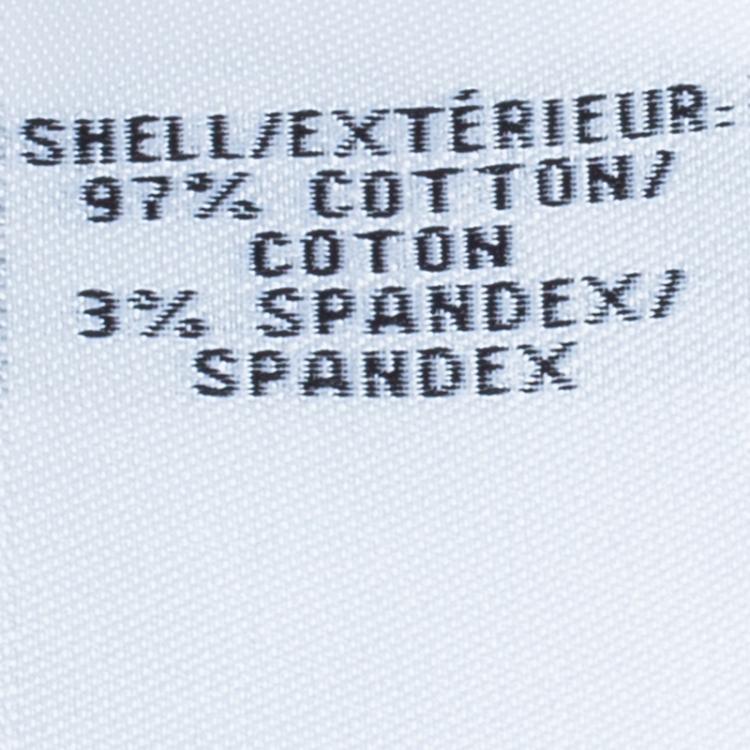 SHELL/EXTÉRIEUR:
97% COTTON/
COTON
3% SPANDEX/
SPANDEX